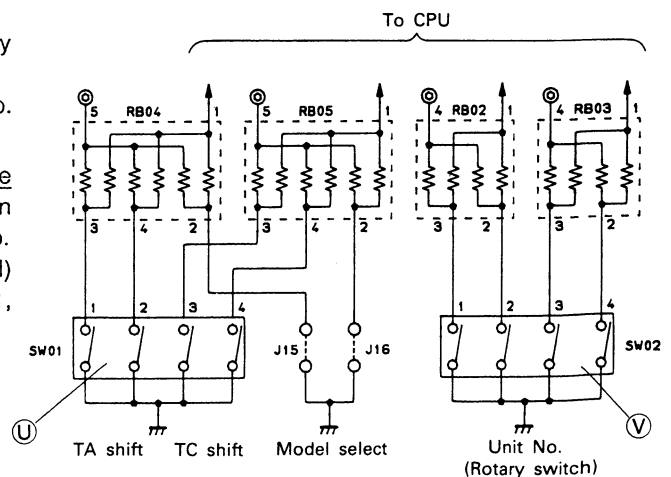 To CPU
y
o.
e
n
o.
l)
,
5 RB04 1
5 RB05 1
4 RB02 1
4 RB03 1
3 4 2
3 4 2
3 2
3 2
1 2 3 4
1 2 3 4
SW01
J15 J16
SW02
U
V
TA shift TC shift Model select Unit No.
(Rotary switch)